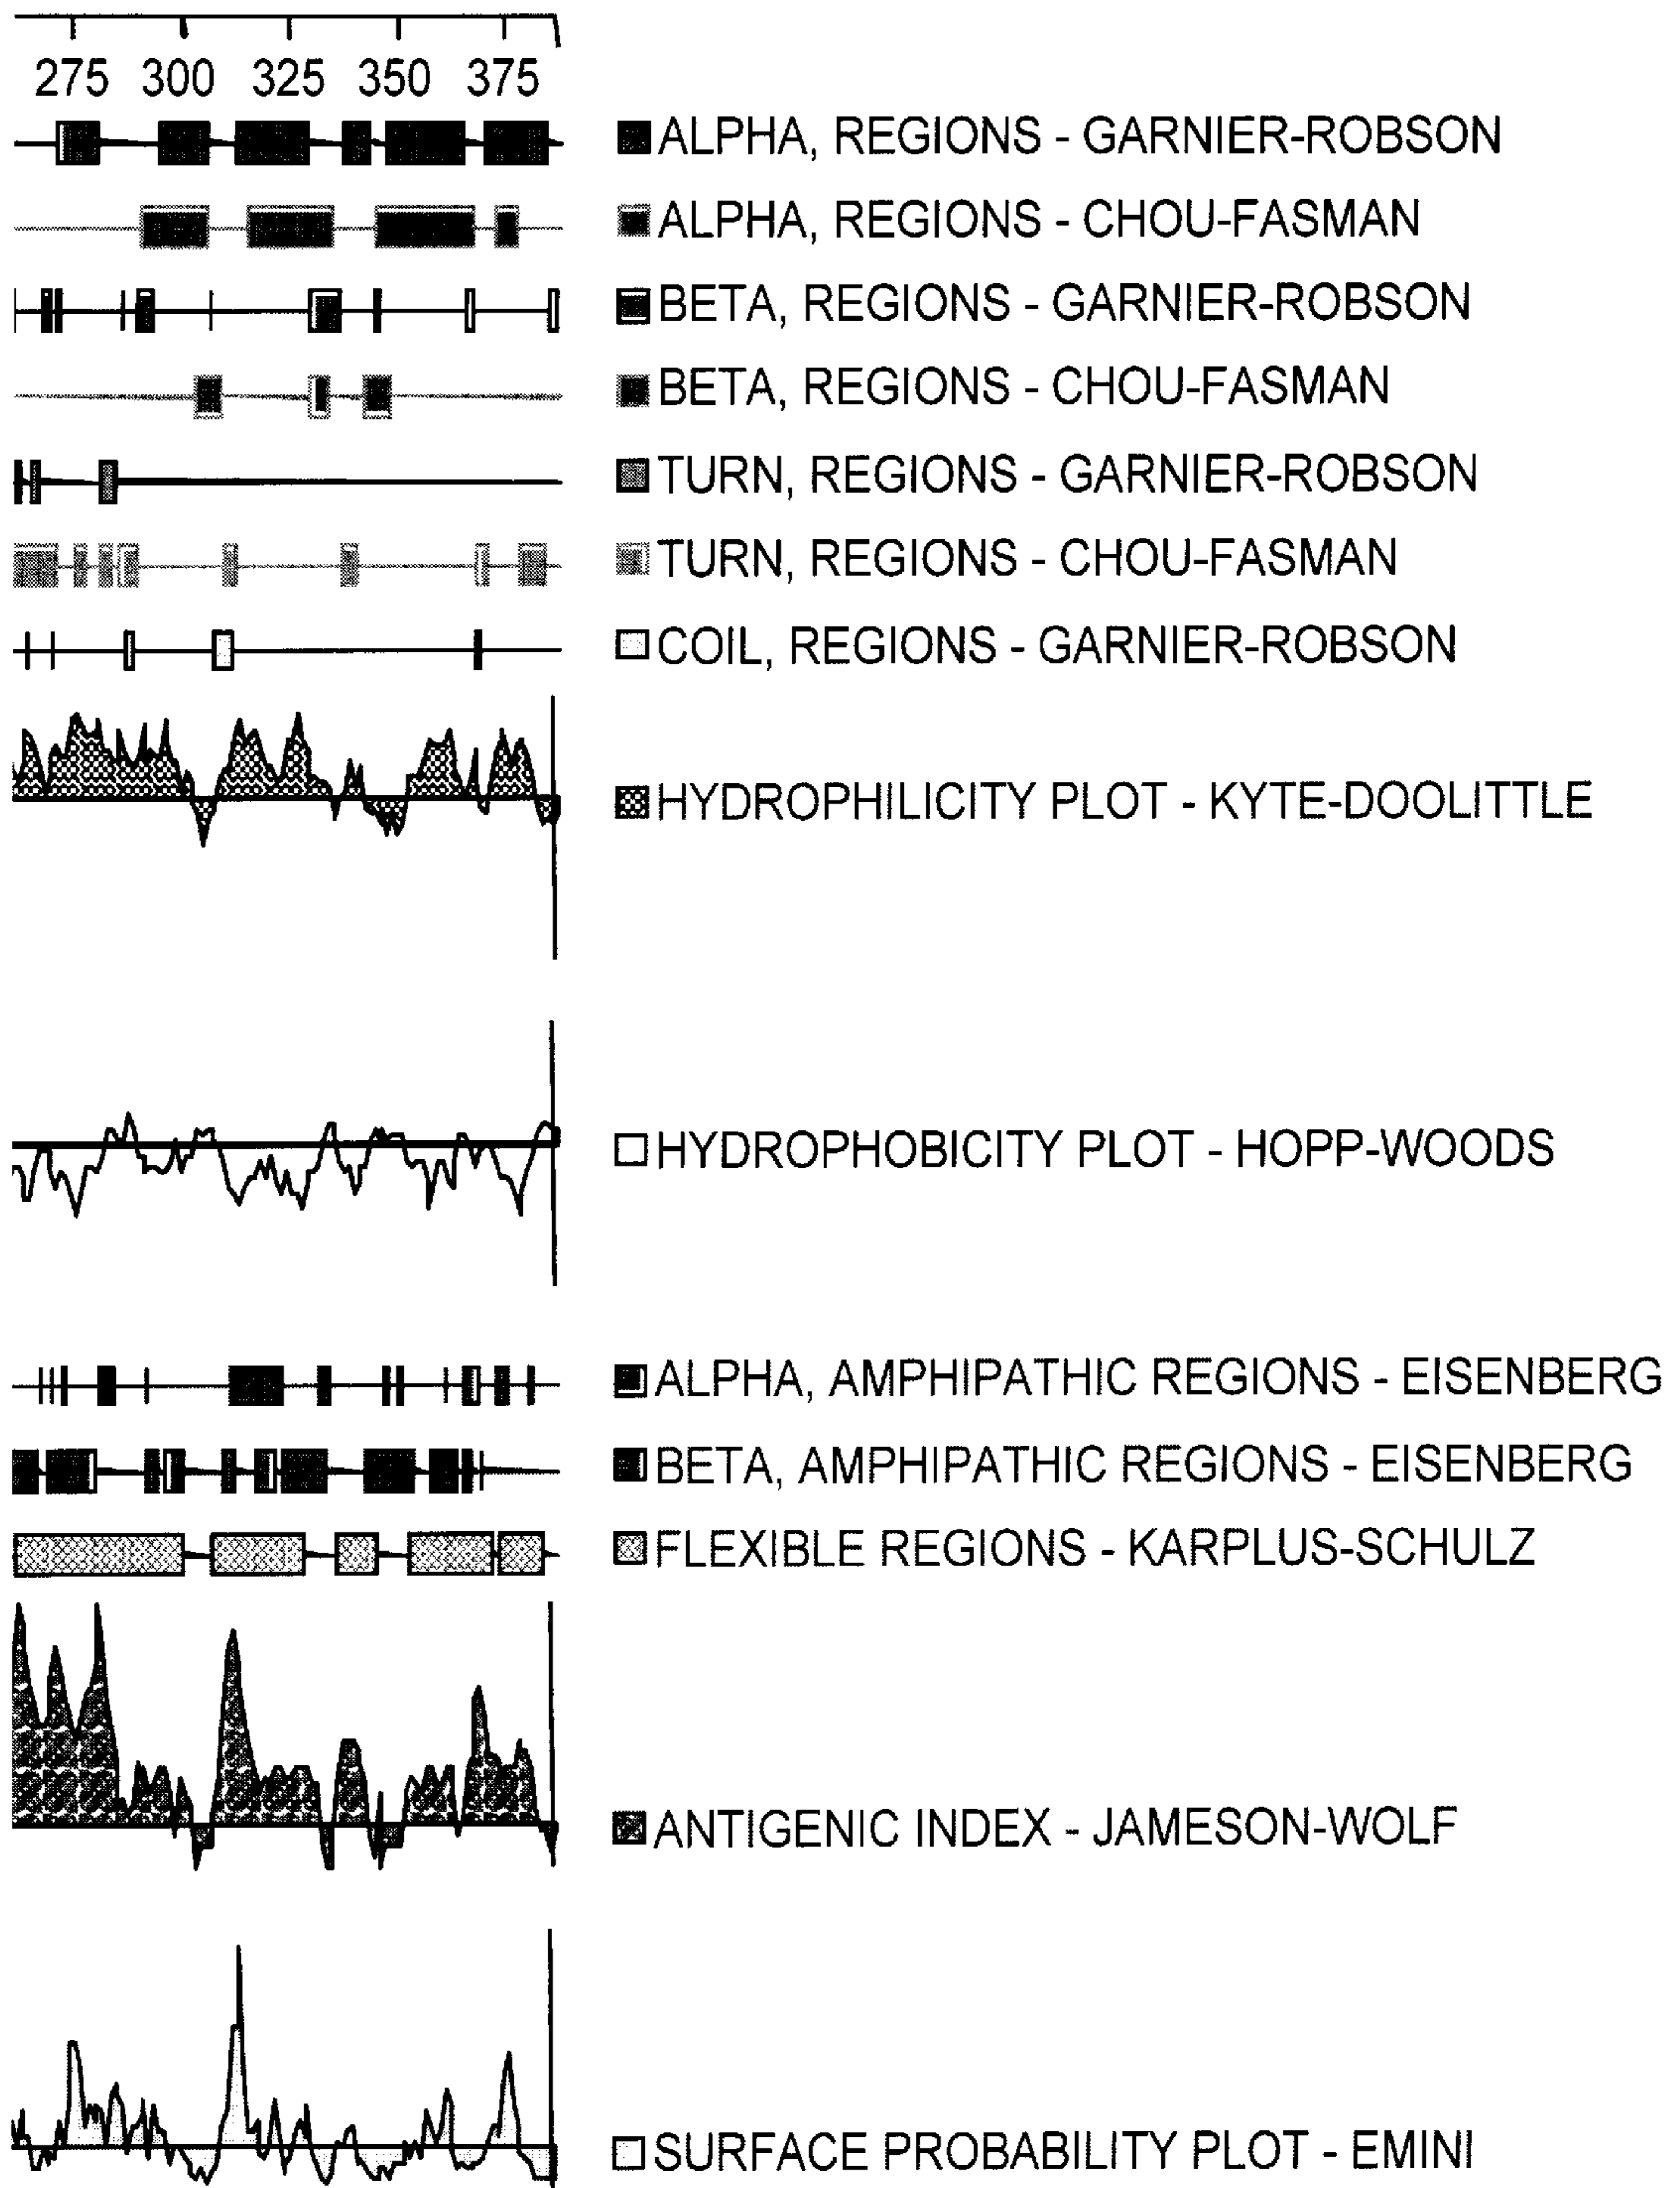 275 300 325 350 375
ALPHA, REGIONS - GARNIER-ROBSON
ALPHA, REGIONS - CHOU-FASMAN
BETA, REGIONS - GARNIER-ROBSON
BETA, REGIONS - CHOU-FASMAN
TURN, REGIONS - GARNIER-ROBSON
TURN, REGIONS - CHOU-FASMAN
COIL, REGIONS - GARNIER-ROBSON
HYDROPHILICITY PLOT - KYTE-DOOLITTLE
HYDROPHOBICITY PLOT - HOPP-WOODS
ALPHA, AMPHIPATHIC REGIONS - EISENBERG
BETA, AMPHIPATHIC REGIONS - EISENBERG
FLEXIBLE REGIONS - KARPLUS-SCHULZ
ANTIGENIC INDEX - JAMESON-WOLF
SURFACE PROBABILITY PLOT - EMINI